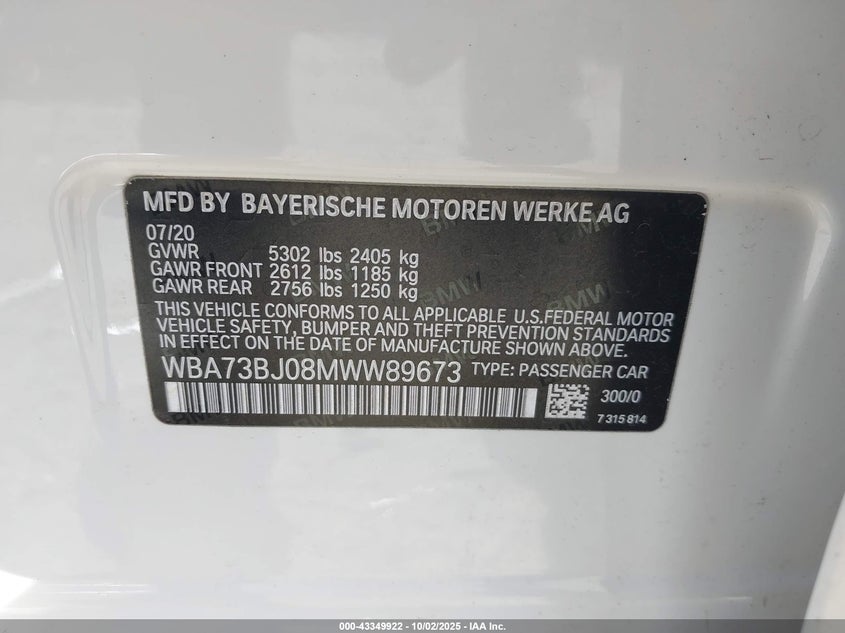 MFD BY BAYERISCHE MOTOREN WERKE AG
07/20
GVWR 5302 lbs 2405 kg
GAWR FRONT 2612 lbs 1185 kg
GAWR REAR 2756 lbs 1250 kg
THIS VEHICLE CONFORMS TO ALL APPLICABLE U.S.FEDERAL MOTOR
VEHICLE SAFETY, BUMPER AND THEFT PREVENTION STANDARDS
IN EFFECT ON THE DATE OF MANUFACTURE SHOWN ABOVE.
WBA73BJ08MWW89673 TYPE: PASSENGER CAR
300/0
7 315 814
000-43349922 - 10/02/2025 - IAA Inc.